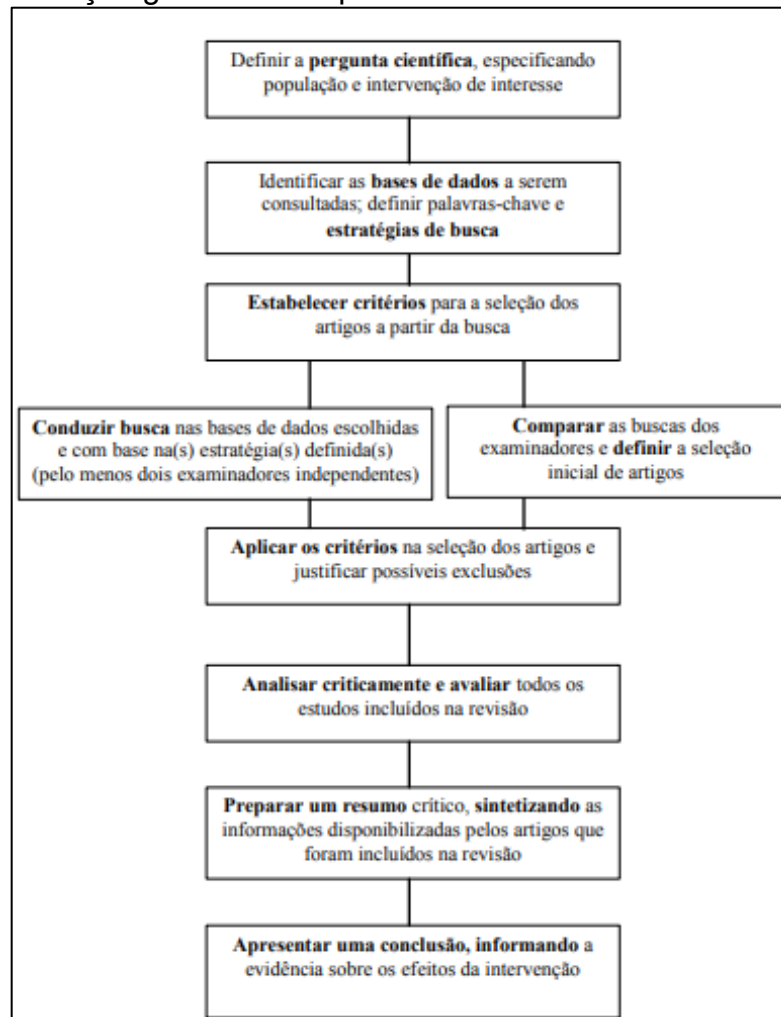 Definir a pergunta científica, especificando
população e intervenção de interesse
Identificar as bases de dados a serem
consultadas; definir palavras-chave e
estratégias de busca
Estabelecer critérios para a seleção dos
artigos a partir da busca
Conduzir busca nas bases de dados escolhidas
e com base na(s) estratégia(s) definida(s)
(pelo menos dois examinadores independentes)
Comparar as buscas dos
examinadores e definir a seleção
inicial de artigos
Aplicar os critérios na seleção dos artigos e
justificar possíveis exclusões
Analisar criticamente e avaliar todos os
estudos incluídos na revisão
Preparar um resumo crítico, sintetizando as
informações disponibilizadas pelos artigos que
foram incluídos na revisão
Apresentar uma conclusão, informando a
evidência sobre os efeitos da intervenção